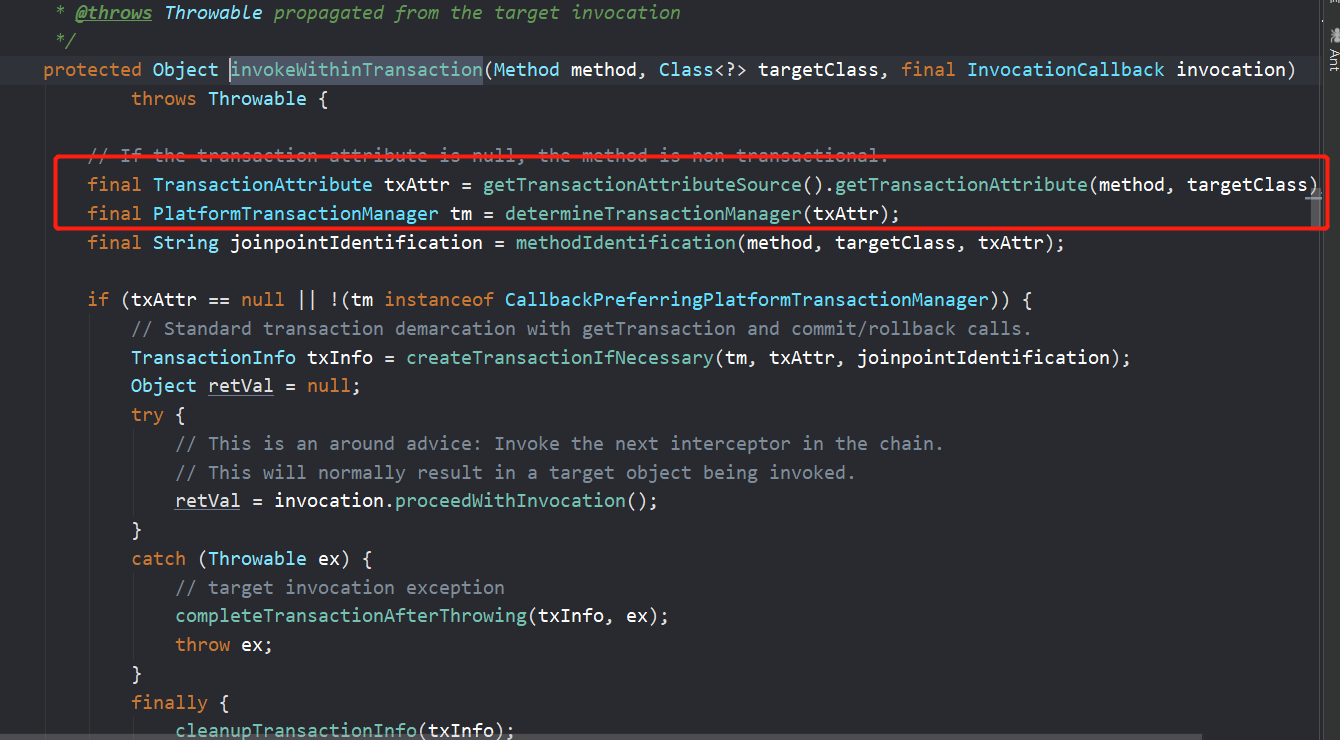 * @throws Throwable propagated from the target invocation
*/
protected Object invokeWithinTransaction(Method method, Class<?> targetClass, final InvocationCallback invocation)
throws Throwable {
// If the transaction attribute is null, the method is non-transactional.
final TransactionAttribute txAttr = getTransactionAttributeSource().getTransactionAttribute(method, targetClass)
final PlatformTransactionManager tm = determineTransactionManager(txAttr);
final String joinpointIdentification = methodIdentification(method, targetClass, txAttr);
if (txAttr == null || !(tm instanceof CallbackPreferringPlatformTransactionManager)) {
// Standard transaction demarcation with getTransaction and commit/rollback calls.
TransactionInfo txInfo = createTransactionIfNecessary(tm, txAttr, joinpointIdentification);
Object retVal = null;
try {
// This is an around advice: Invoke the next interceptor in the chain.
// This will normally result in a target object being invoked.
retVal = invocation.proceedWithInvocation();
}
catch (Throwable ex) {
// target invocation exception
completeTransactionAfterThrowing(txInfo, ex);
throw ex;
}
finally {
cleanupTransactionInfo(txInfo);
Ant